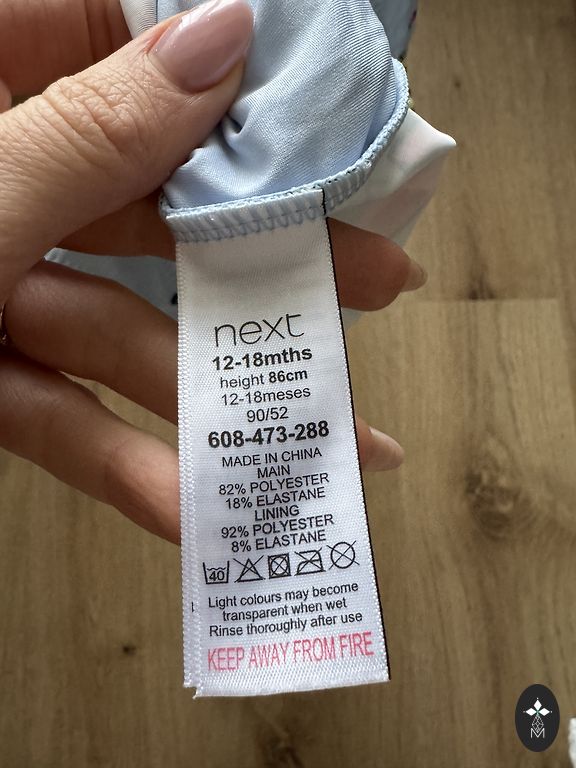 next
12-18mths
height 86cm
12-18meses
90/52
608-473-288
MADE IN CHINA
MAIN
82% POLYESTER
18% ELASTANE
LINING
92% POLYESTER
8% ELASTANE
40
Light colours may become
transparent when wet
Rinse thoroughly after use
KEEP AWAY FROM FIRE
M